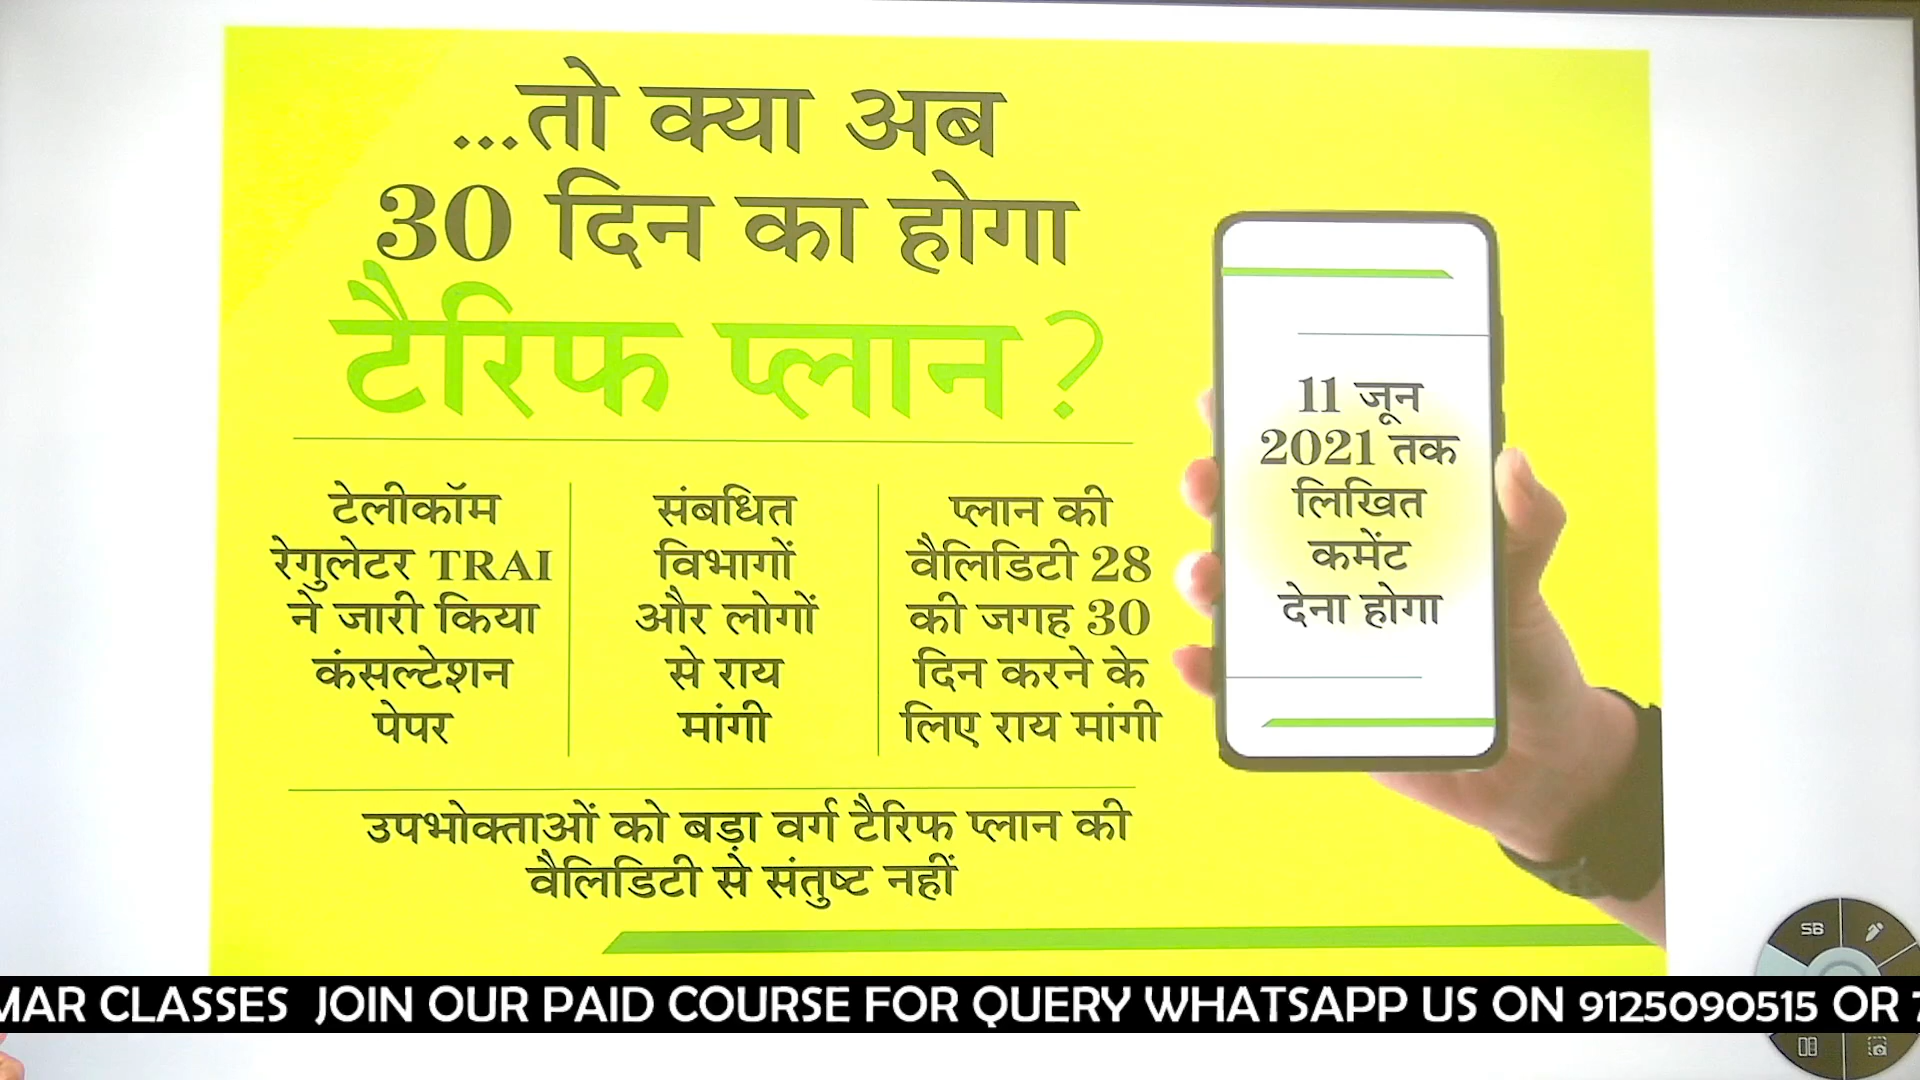 ...तो क्या अब
30 दिन का होगा
टैरिफ प्लान?
टेलीकॉम
रेगुलेटर TRAI
ने जारी किया
कंसल्टेशन
पेपर
संबधित
विभागों
और लोगों
से राय
मांगी
प्लान की
वैलिडिटी 28
की जगह 30
दिन करने के
लिए राय मांगी
11 जून
2021 तक
लिखित
कमेंट
देना होगा
उपभोक्ताओं को बड़ा वर्ग टैरिफ प्लान की
वैलिडिटी से संतुष्ट नहीं
MAR CLASSES JOIN OUR PAID COURSE FOR QUERY WHATSAPP US ON 9125090515 OR 7